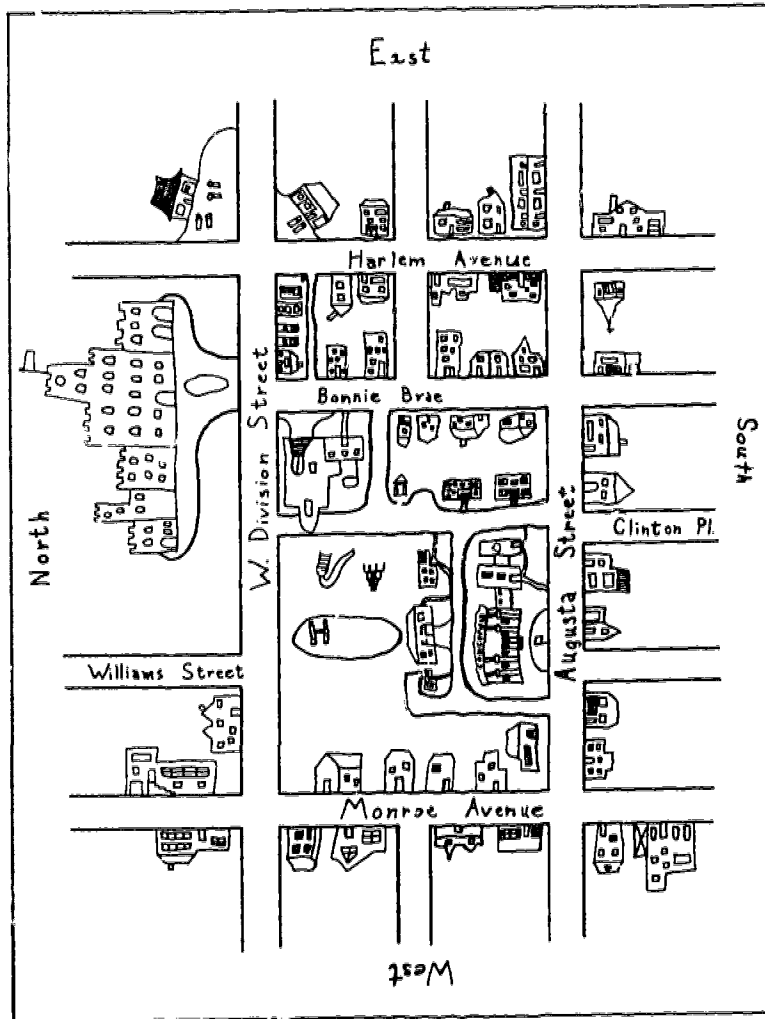 East
Harlem Avenue
Bonnie Brae
W. Division Street
South
North
Clinton Pl.
Augusta Street
Williams Street
Monroe Avenue
West